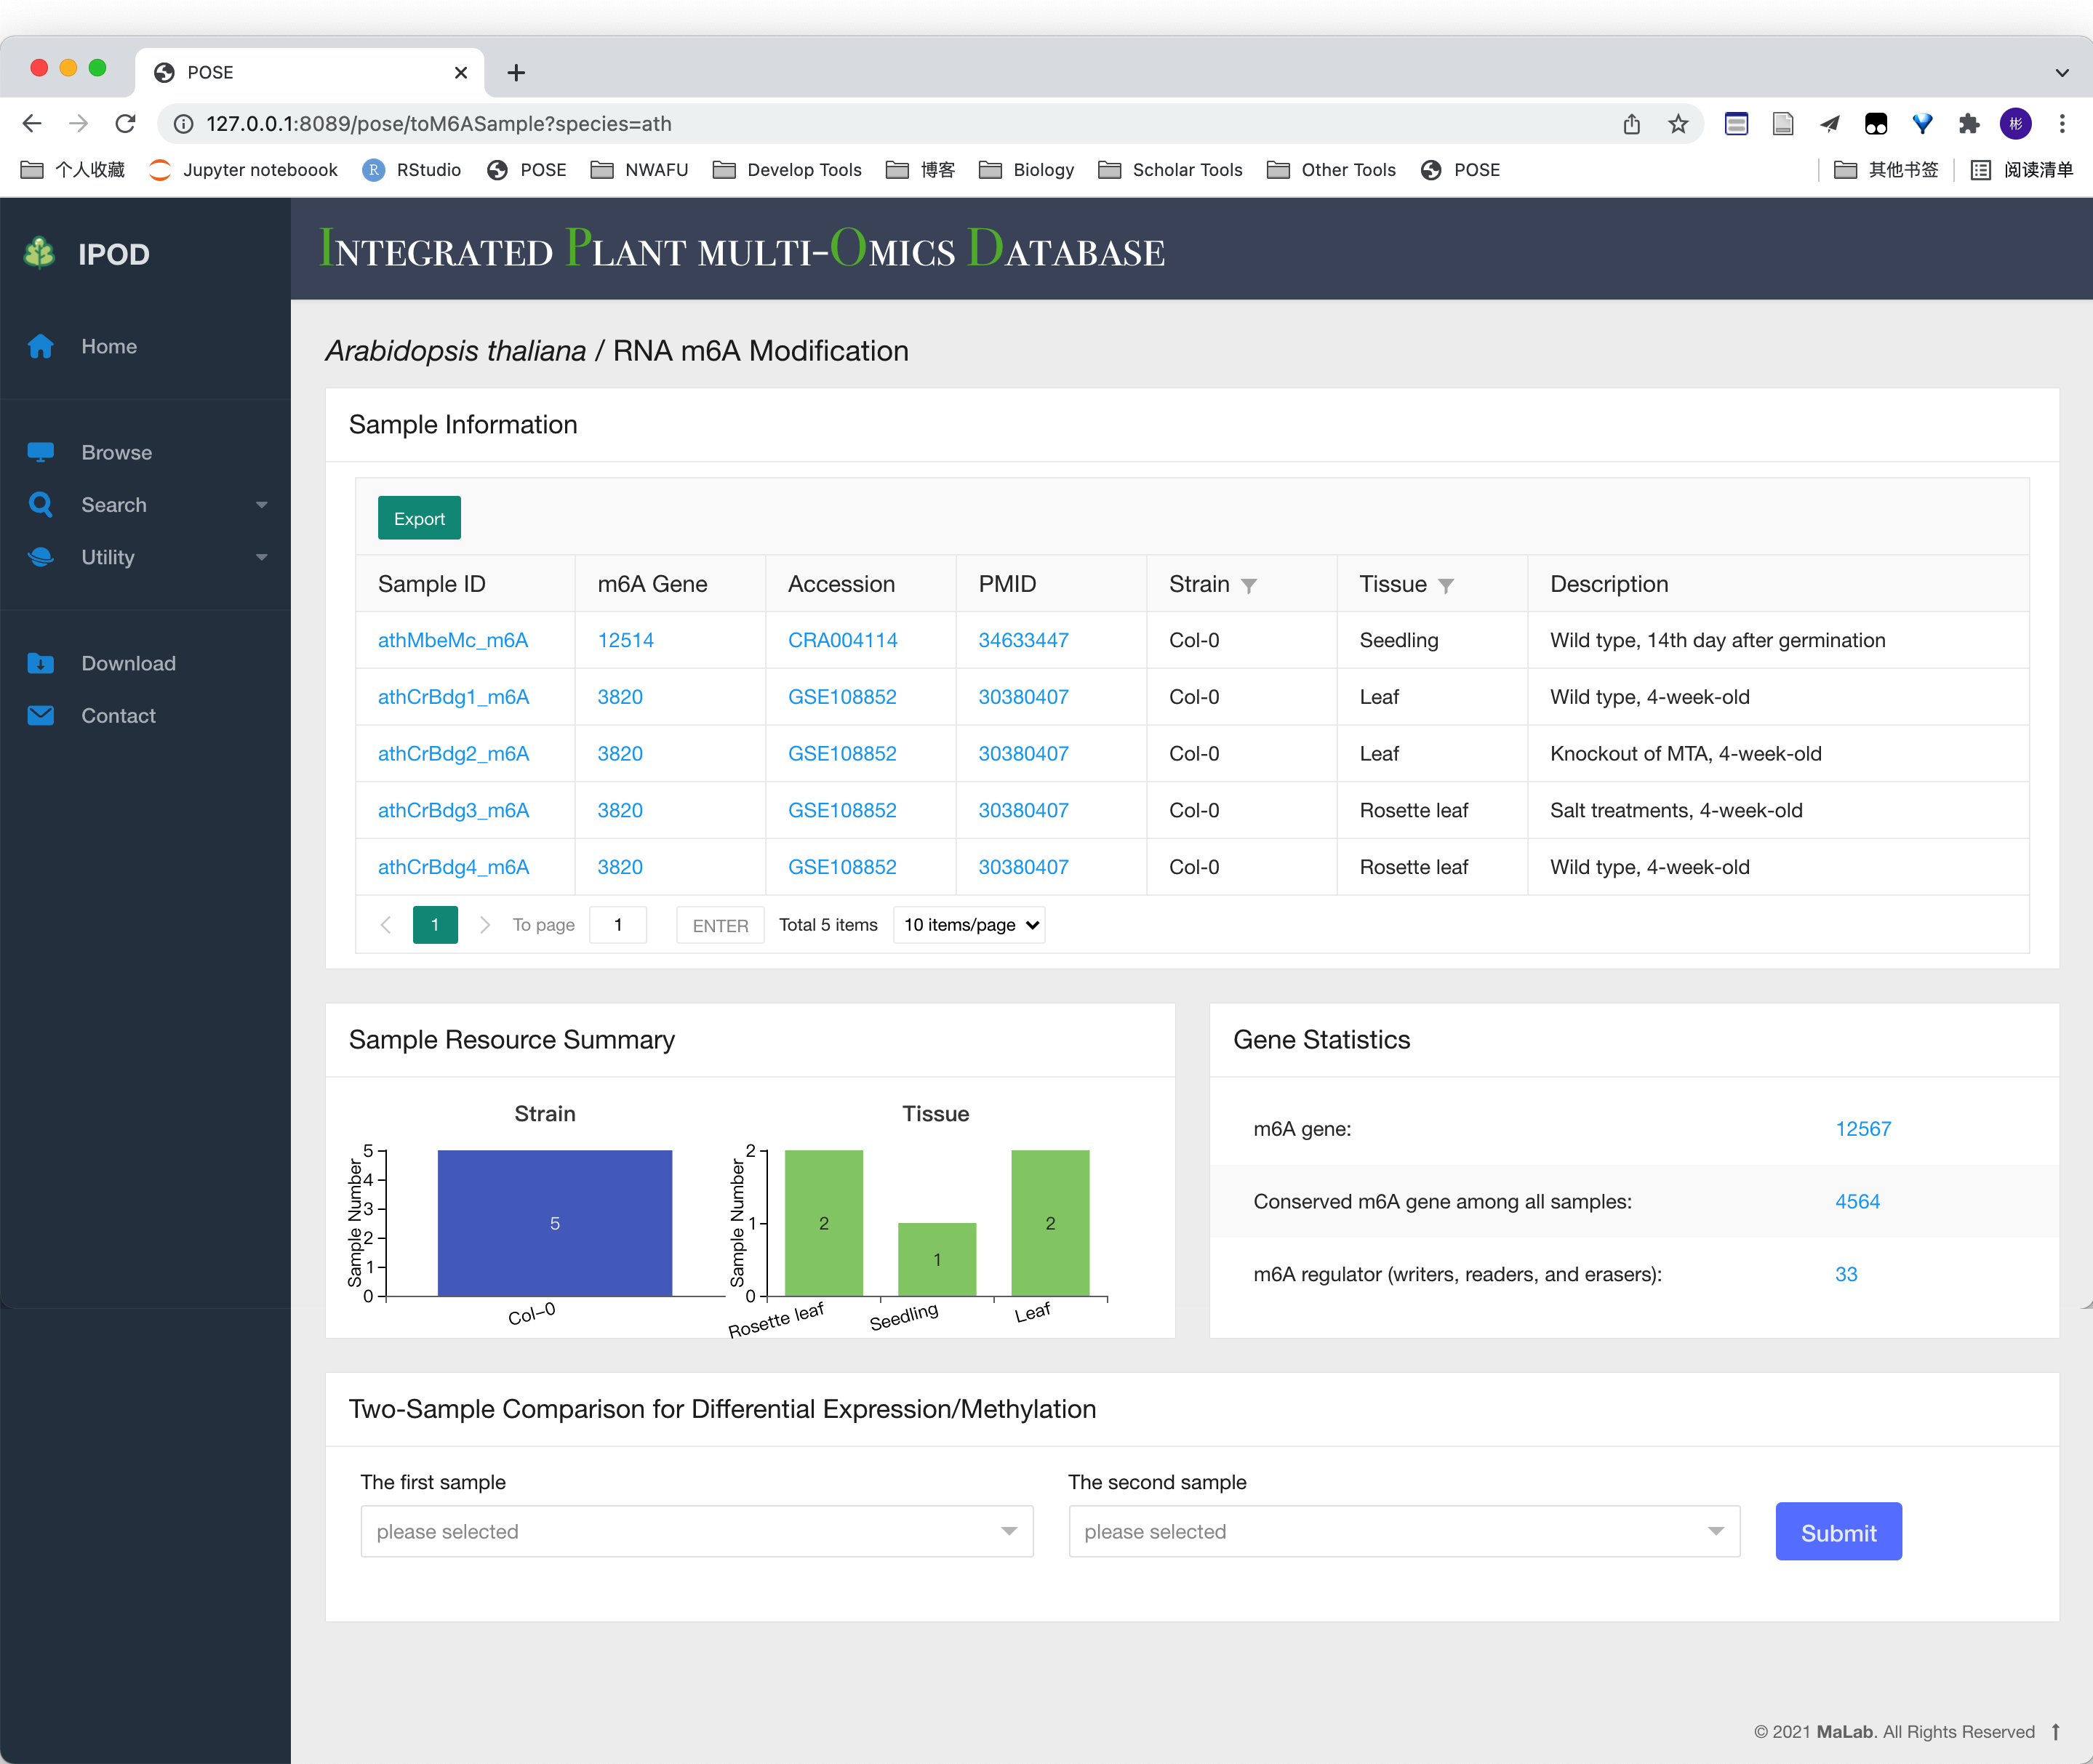 POSE
127.0.0.1:8089/pose/toM6ASample?species=ath
彬
个人收藏 Jupyter noteboook R RStudio POSE NWAFU Develop Tools 博客 Biology Scholar Tools Other Tools POSE 其他书签 阅读清单
IPOD
INTEGRATED PLANT MULTI-OMICS DATABASE
Home
Browse
Search
Utility
Download
Contact
Arabidopsis thaliana / RNA m6A Modification
Sample Information
Export
Sample ID m6A Gene Accession PMID Strain Tissue Description
athMbeMc_m6A 12514 CRA004114 34633447 Col-0 Seedling Wild type, 14th day after germination
athCrBdg1_m6A 3820 GSE108852 30380407 Col-0 Leaf Wild type, 4-week-old
athCrBdg2_m6A 3820 GSE108852 30380407 Col-0 Leaf Knockout of MTA, 4-week-old
athCrBdg3_m6A 3820 GSE108852 30380407 Col-0 Rosette leaf Salt treatments, 4-week-old
athCrBdg4_m6A 3820 GSE108852 30380407 Col-0 Rosette leaf Wild type, 4-week-old
1 To page 1 ENTER Total 5 items 10 items/page
Sample Resource Summary
Strain
Sample Number
5
4
3
2
1
0
5
Col-0
Tissue
Sample Number
2
1
0
2
1
2
Rosette leaf
Seedling
Leaf
Gene Statistics
m6A gene: 12567
Conserved m6A gene among all samples: 4564
m6A regulator (writers, readers, and erasers): 33
Two-Sample Comparison for Differential Expression/Methylation
The first sample
please selected
The second sample
please selected
Submit
© 2021 MaLab. All Rights Reserved